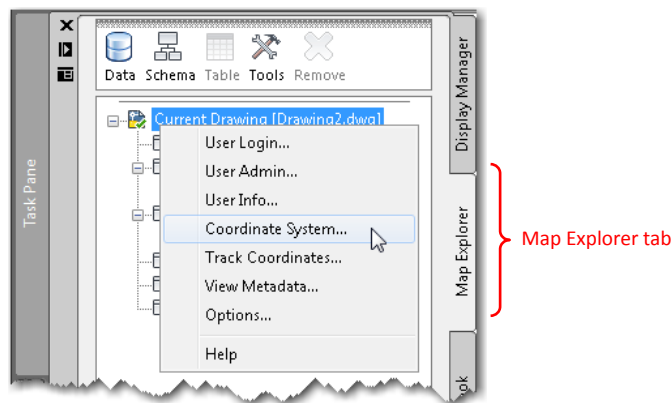 Data Schema Table Tools Remove
Current Drawing [Drawing2.dwg]
User Login...
User Admin...
User Info...
Coordinate System...
Track Coordinates...
View Metadata...
Options...
Help
Task Pane
Display Manager
Map Explorer
Map Explorer tab